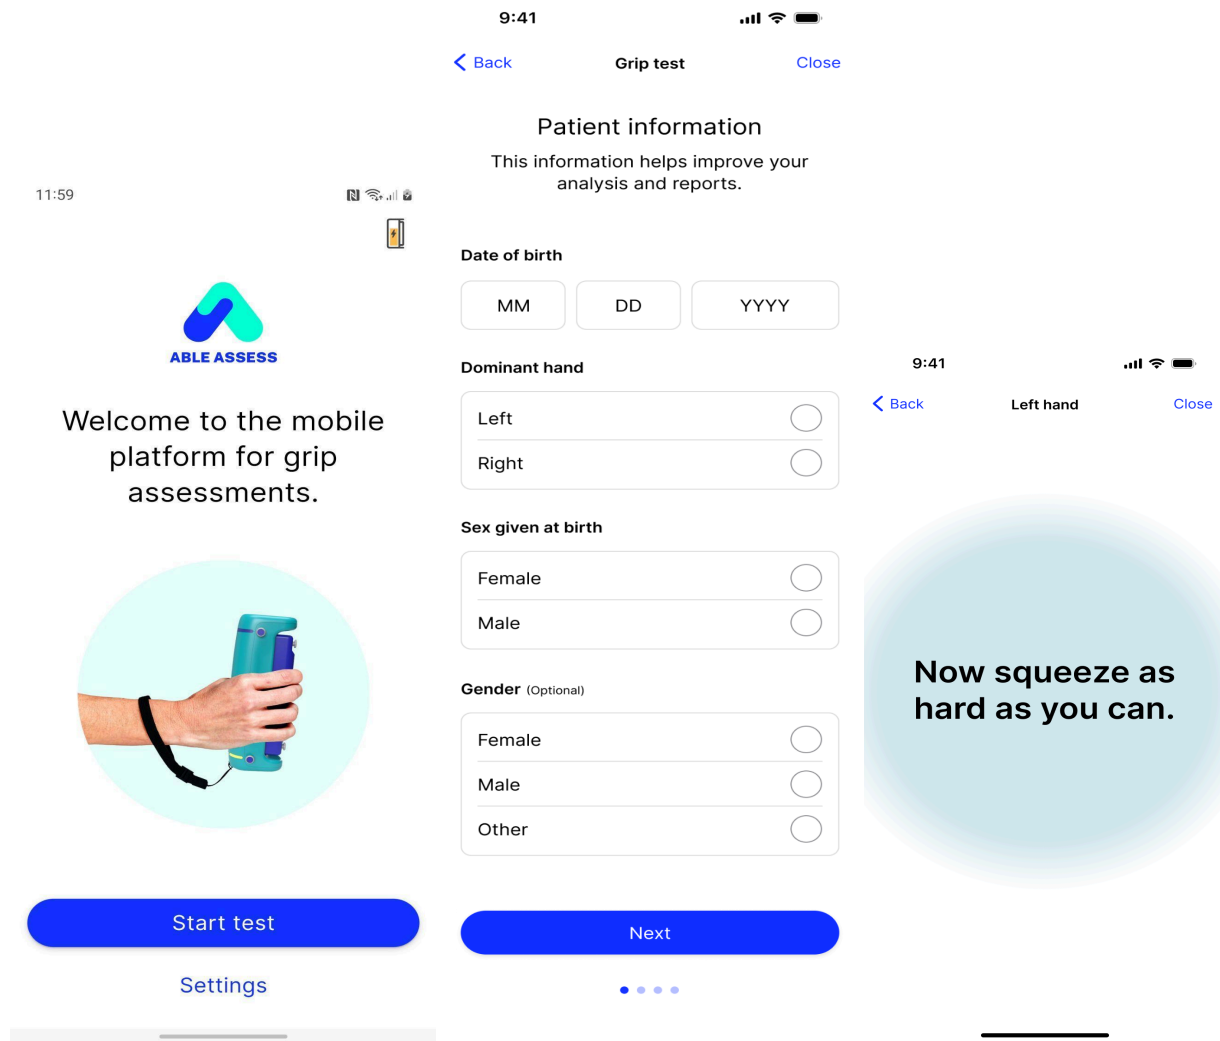 11:59
ABLE ASSESS
Welcome to the mobile
platform for grip
assessments.
Start test
Settings
9:41
Back
Grip test
Close
Patient information
This information helps improve your
analysis and reports.
Date of birth
MM
DD
YYYY
Dominant hand
Left
Right
Sex given at birth
Female
Male
Gender (Optional)
Female
Male
Other
Next
9:41
Back
Left hand
Close
Now squeeze as
hard as you can.